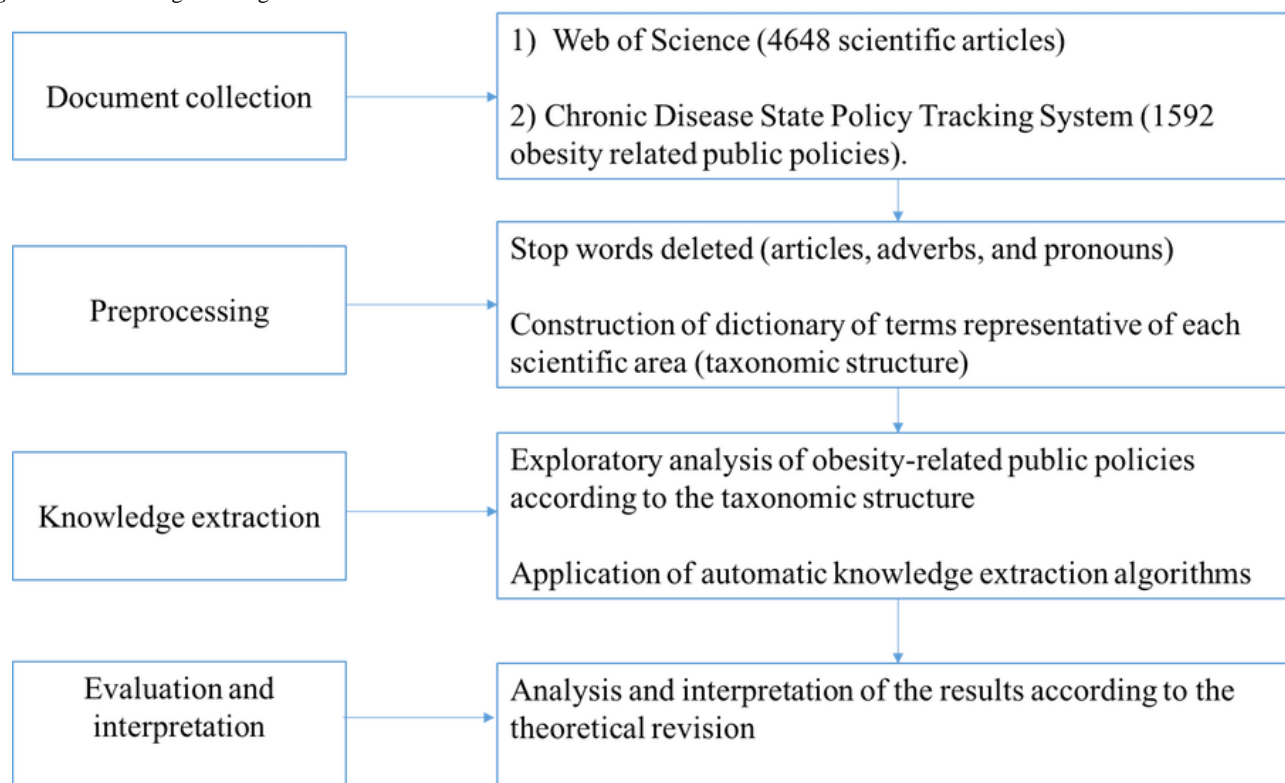 Document collection
1) Web of Science (4648 scientific articles)
2) Chronic Disease State Policy Tracking System (1592
obesity related public policies).
Preprocessing
Stop words deleted (articles, adverbs, and pronouns)
Construction of dictionary of terms representative of each
scientific area (taxonomic structure)
Knowledge extraction
Exploratory analysis of obesity-related public policies
according to the taxonomic structure
Application of automatic knowledge extraction algorithms
Evaluation and
interpretation
Analysis and interpretation of the results according to the
theoretical revision